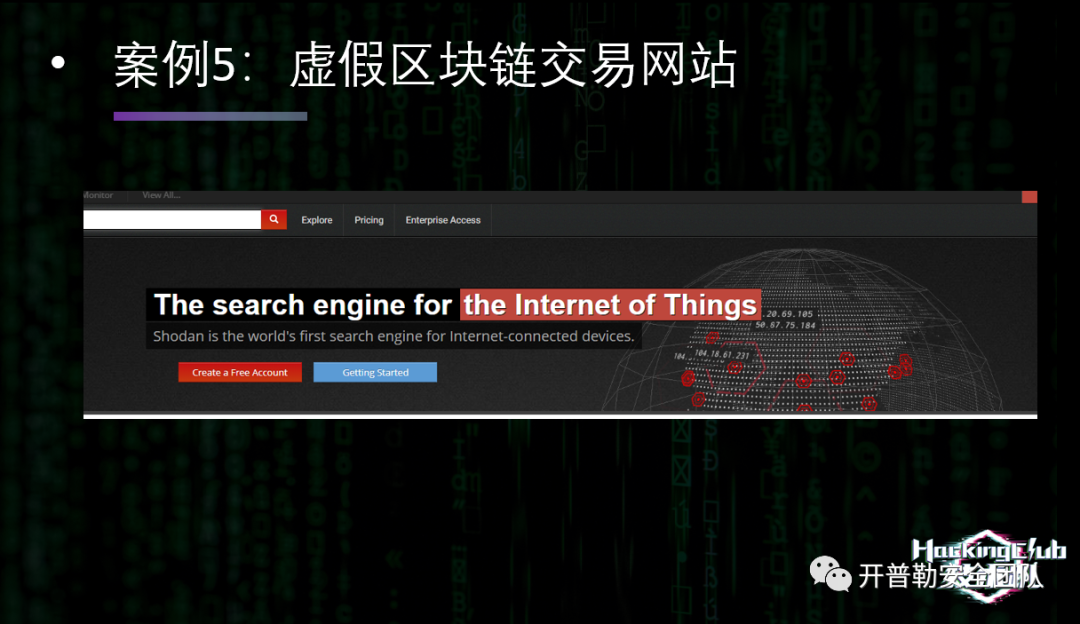 • 案例5：虚假区块链交易网站
Monitor View All...
Explore Pricing Enterprise Access
The search engine for the Internet of Things
Shodan is the world's first search engine for Internet-connected devices.
Create a Free Account Getting Started
.20.69.105
50.87.75.184
104. 104.18.61.231
HackingClub
开普勒安全团队